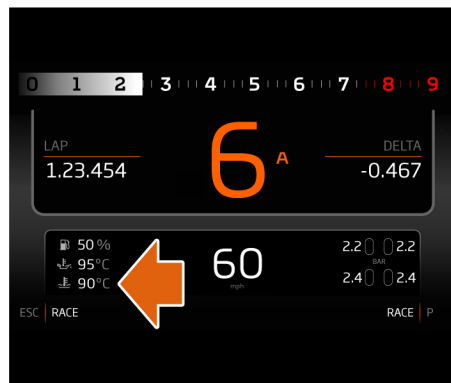 0 1 2 3 4 5 6 7 8 9
LAP
1.23.454
6 A
DELTA
-0.467
50 %
95°C
90°C
60
mph
2.2 2.2
BAR
2.4 2.4
ESC RACE
RACE P